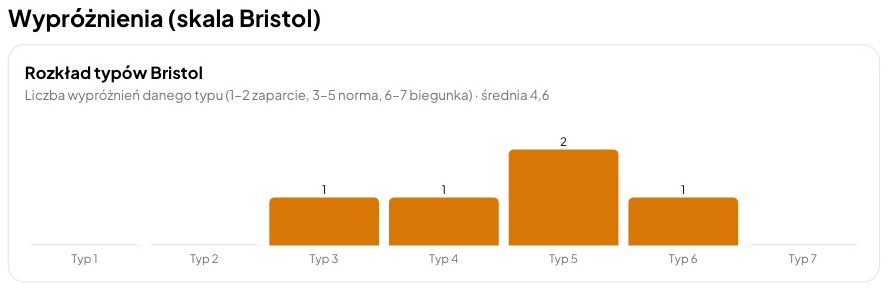 Wypróżnienia (skala Bristol)
Rozkład typów Bristol
Liczba wypróżnień danego typu (1–2 zaparcie, 3–5 norma, 6–7 biegunka) · średnia 4,6
2
1 1 1
Typ 1 Typ 2 Typ 3 Typ 4 Typ 5 Typ 6 Typ 7